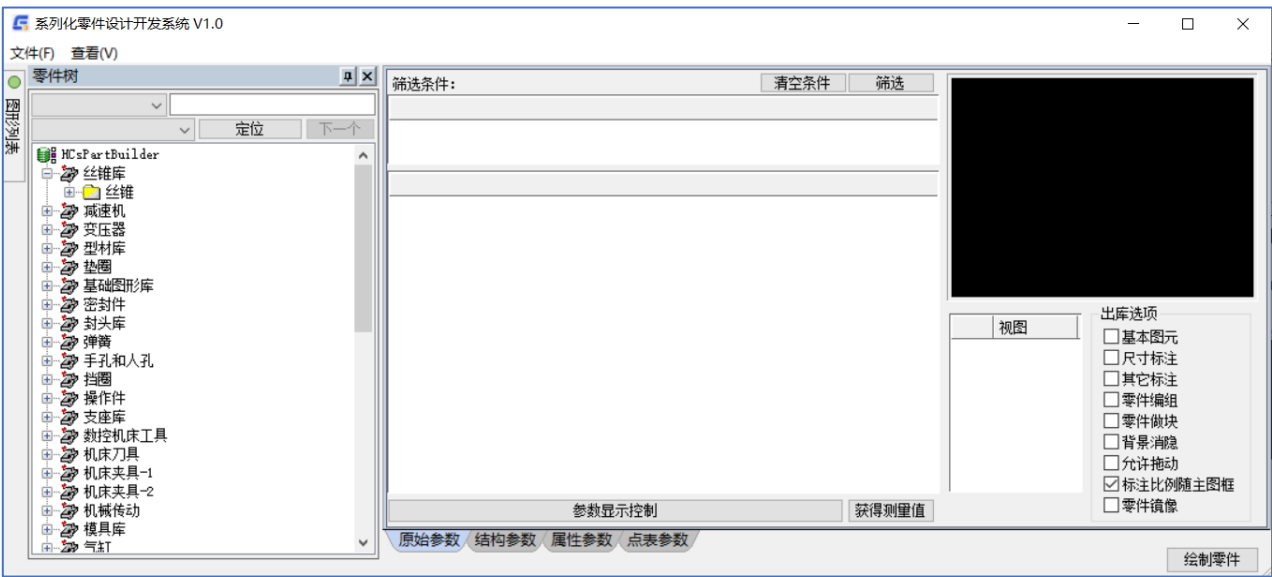 系列化零件设计开发系统 V1.0
文件(F) 查看(V)
图形列表
零件树
定位 下一个
HCsPartBuilder
丝锥库
丝锥
减速机
变压器
型材库
垫圈
基础图形库
密封件
封头库
弹簧
手孔和人孔
挡圈
操作件
支座库
数控机床工具
机床刀具
机床夹具-1
机床夹具-2
机械传动
模具库
气缸
筛选条件: 清空条件 筛选
参数显示控制 获得测量值
原始参数 结构参数 属性参数 点表参数
视图
出库选项
基本图元
尺寸标注
其它标注
零件编组
零件做块
背景消隐
允许拖动
标注比例随主图框
零件镜像
绘制零件